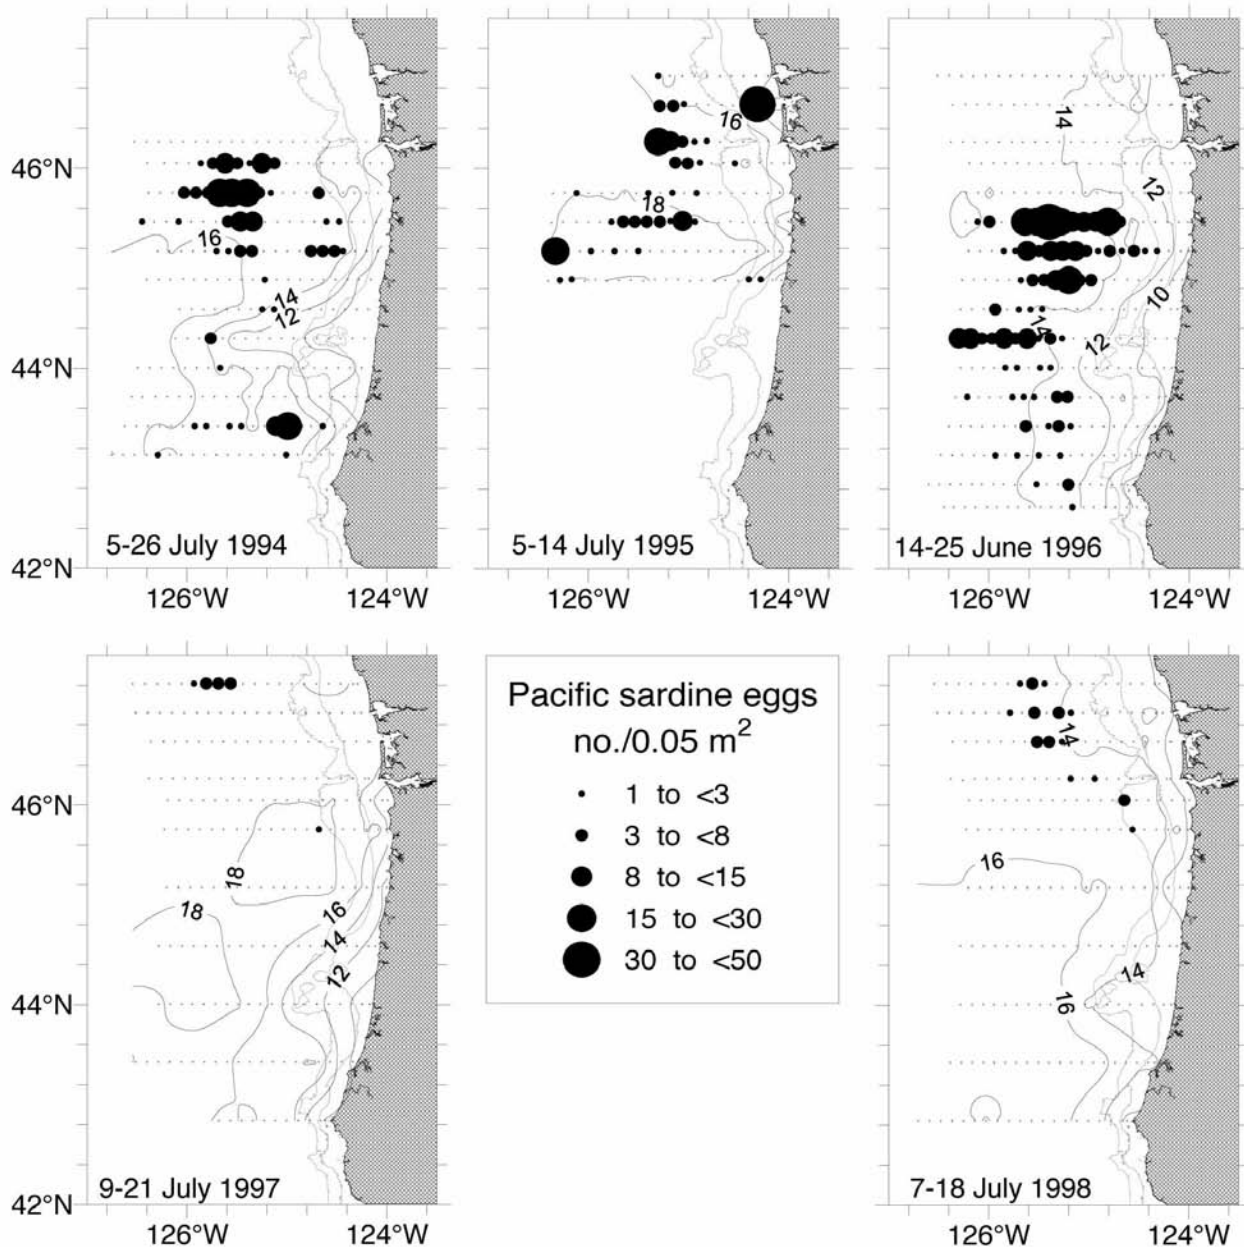 46°N
44°N
42°N
16
14
12
5-26 July 1994
126°W 124°W
16
18
5-14 July 1995
126°W 124°W
14
12
10
14
12
14-25 June 1996
126°W 124°W
46°N
44°N
42°N
18
18
16
14
12
9-21 July 1997
126°W 124°W
Pacific sardine eggs
no./0.05 m²
1 to <3
3 to <8
8 to <15
15 to <30
30 to <50
14
16
14
16
7-18 July 1998
126°W 124°W